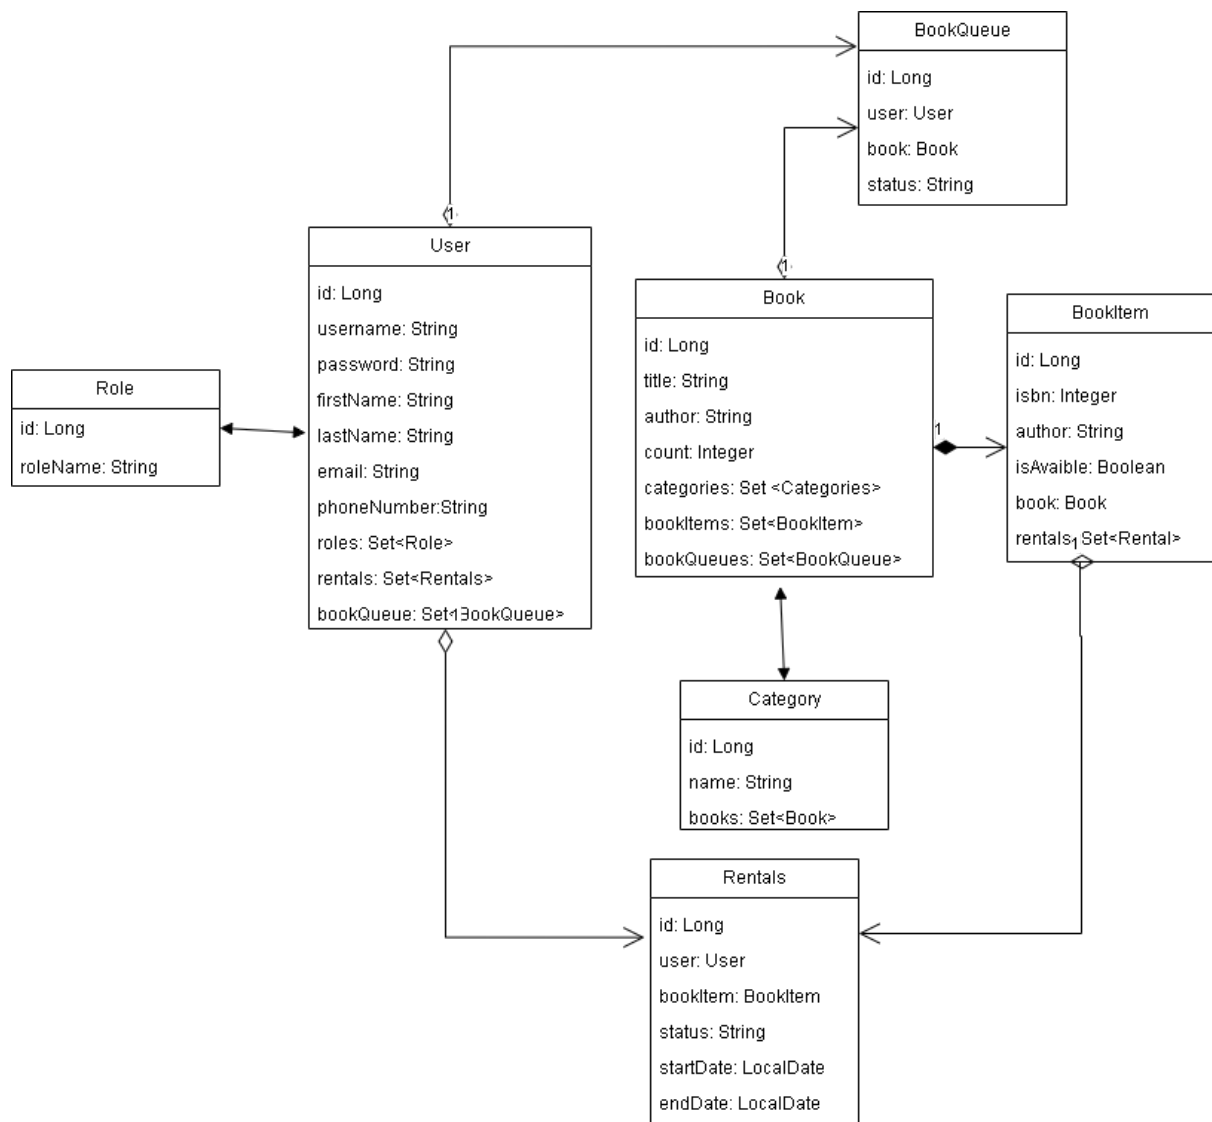 BookQueue
id: Long
user: User
book: Book
status: String
1
User
id: Long
username: String
password: String
firstName: String
lastName: String
email: String
phoneNumber:String
roles: Set<Role>
rentals: Set<Rentals>
bookQueue: Set<BookQueue>
1
1
Book
id: Long
title: String
author: String
count: Integer
categories: Set <Categories>
bookItems: Set<BookItem>
bookQueues: Set<BookQueue>
1
BookItem
id: Long
isbn: Integer
author: String
isAvaible: Boolean
book: Book
rentals: Set<Rental>
1
Role
id: Long
roleName: String
Category
id: Long
name: String
books: Set<Book>
Rentals
id: Long
user: User
bookItem: BookItem
status: String
startDate: LocalDate
endDate: LocalDate